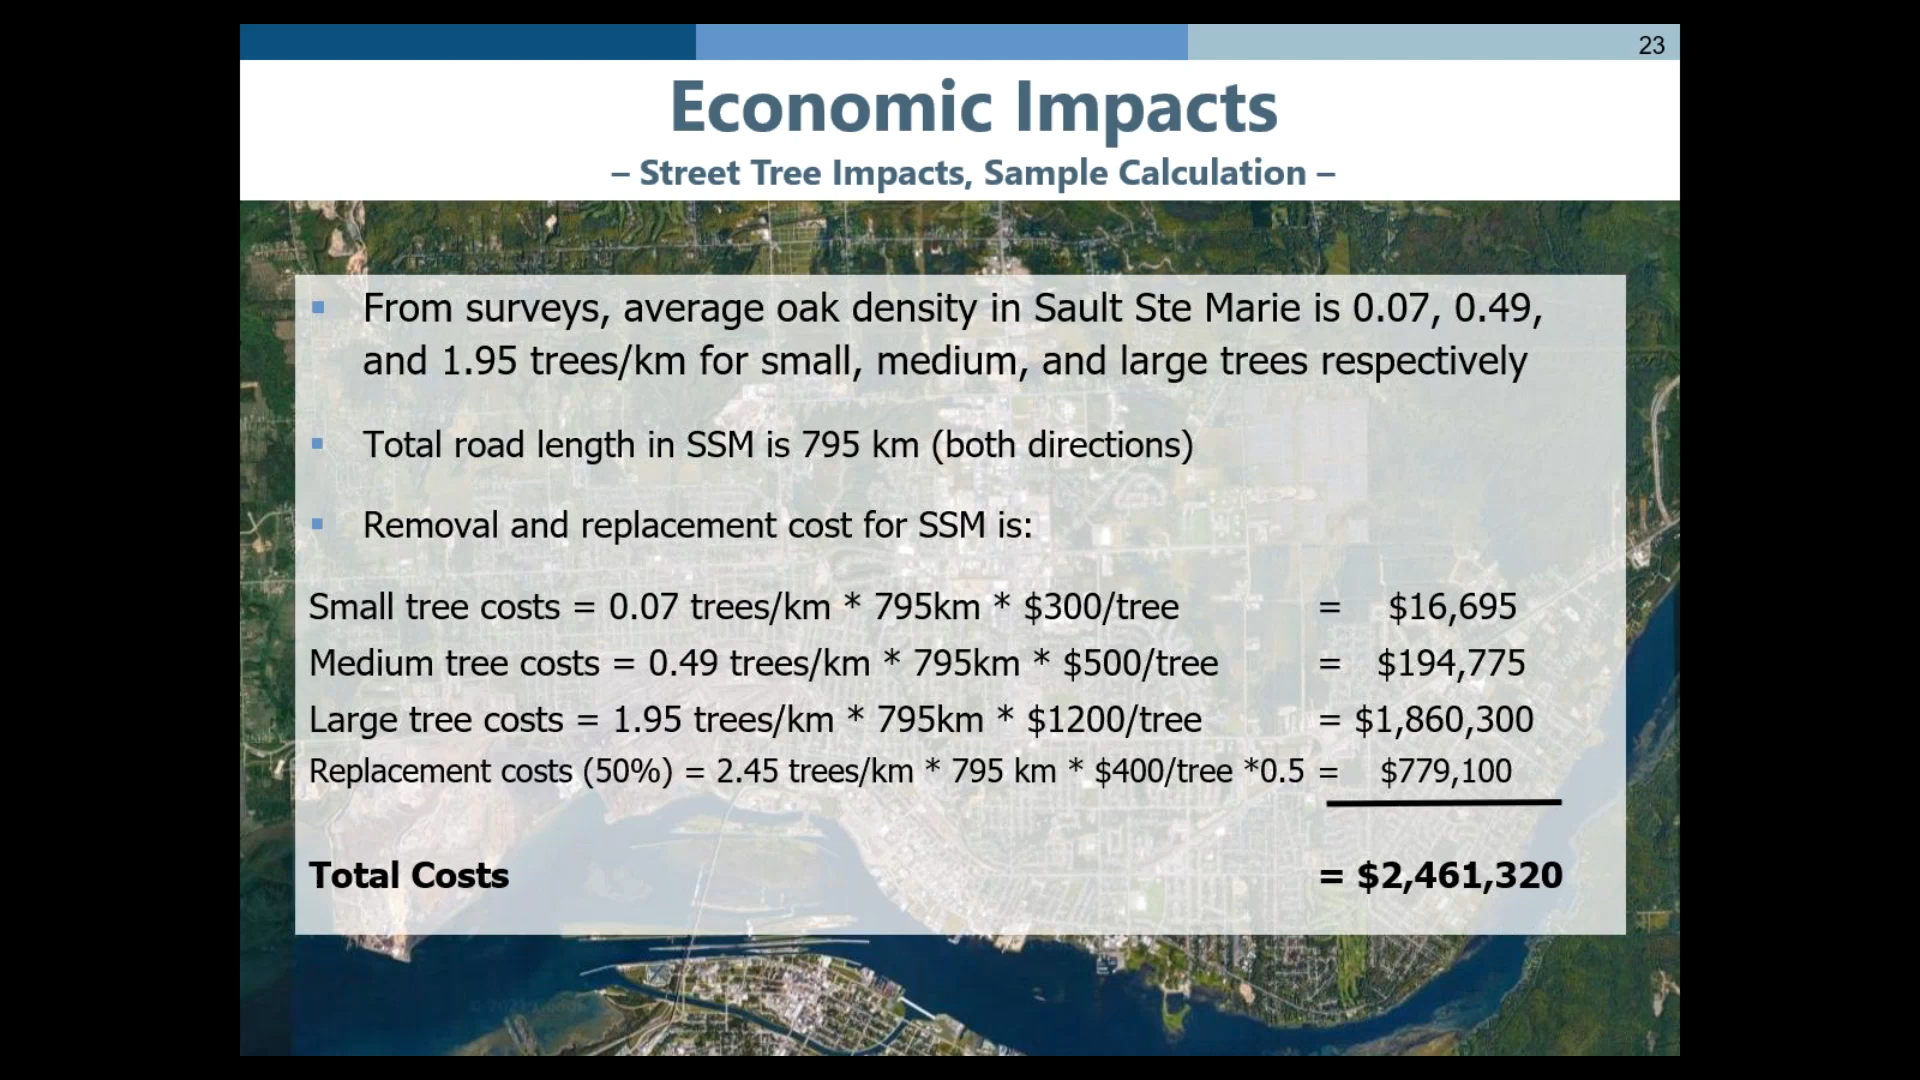 23
Economic Impacts
– Street Tree Impacts, Sample Calculation –
▪ From surveys, average oak density in Sault Ste Marie is 0.07, 0.49,
and 1.95 trees/km for small, medium, and large trees respectively
▪ Total road length in SSM is 795 km (both directions)
▪ Removal and replacement cost for SSM is:
Small tree costs = 0.07 trees/km * 795km * $300/tree = $16,695
Medium tree costs = 0.49 trees/km * 795km * $500/tree = $194,775
Large tree costs = 1.95 trees/km * 795km * $1200/tree = $1,860,300
Replacement costs (50%) = 2.45 trees/km * 795 km * $400/tree *0.5 = $779,100
Total Costs = $2,461,320